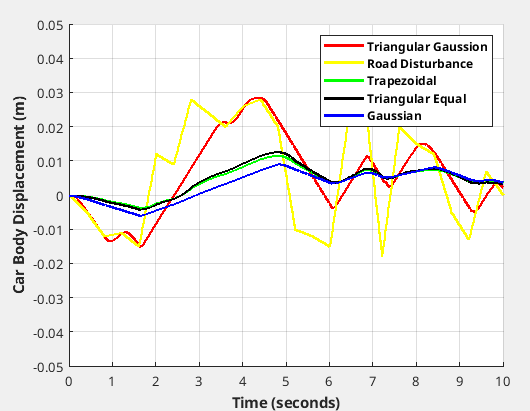 0.05
0.04
0.03
0.02
0.01
0
-0.01
-0.02
-0.03
-0.04
-0.05
Car Body Displacement (m)
Triangular Gaussion
Road Disturbance
Trapezoidal
Triangular Equal
Gaussian
0 1 2 3 4 5 6 7 8 9 10
Time (seconds)